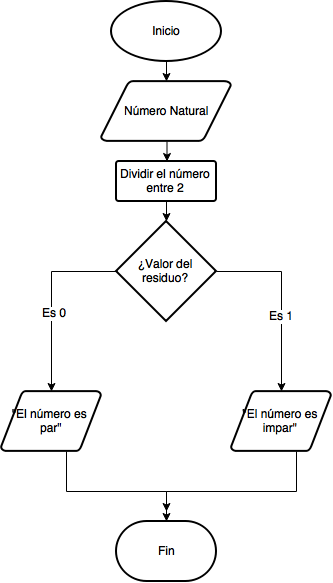 Inicio
Número Natural
Dividir el número
entre 2
¿Valor del
residuo?
Es 0
Es 1
"El número es
par"
"El número es
impar"
Fin